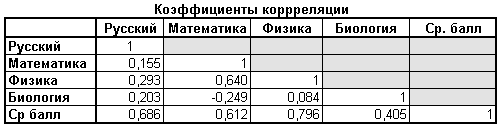 Коэффициенты коррреляции
Русский Математика Физика Биология Ср. балл
Русский 1
Математика 0,155 1
Физика 0,293 0,640 1
Биология 0,203 -0,249 0,084 1
Ср балл 0,686 0,612 0,796 0,405 1